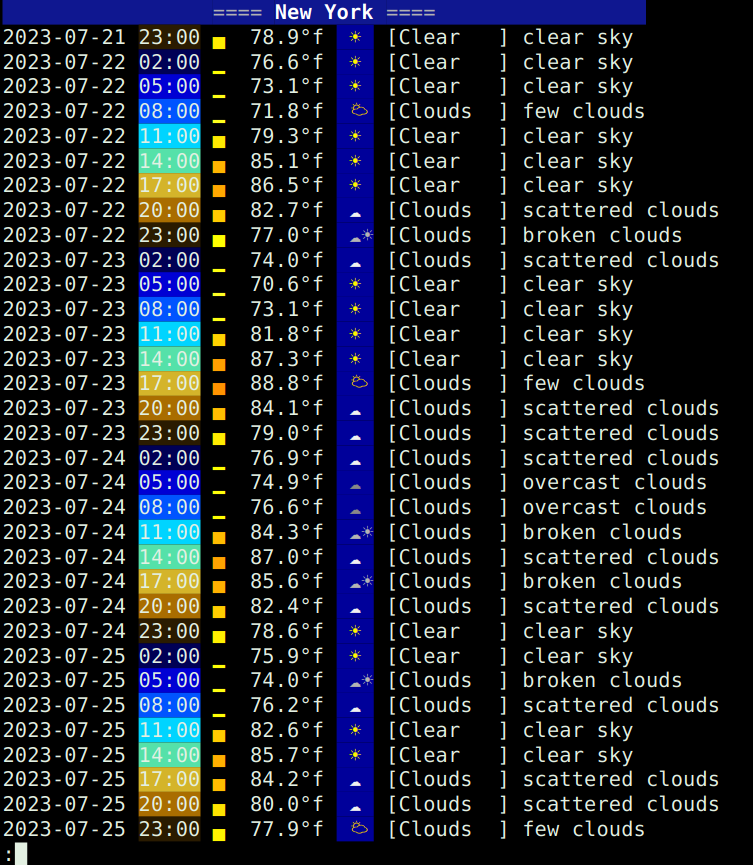 ==== New York ====
2023-07-21 23:00 78.9°f [Clear ] clear sky
2023-07-22 02:00 76.6°f [Clear ] clear sky
2023-07-22 05:00 73.1°f [Clear ] clear sky
2023-07-22 08:00 71.8°f [Clouds ] few clouds
2023-07-22 11:00 79.3°f [Clear ] clear sky
2023-07-22 14:00 85.1°f [Clear ] clear sky
2023-07-22 17:00 86.5°f [Clear ] clear sky
2023-07-22 20:00 82.7°f [Clouds ] scattered clouds
2023-07-22 23:00 77.0°f [Clouds ] broken clouds
2023-07-23 02:00 74.0°f [Clouds ] scattered clouds
2023-07-23 05:00 70.6°f [Clear ] clear sky
2023-07-23 08:00 73.1°f [Clear ] clear sky
2023-07-23 11:00 81.8°f [Clear ] clear sky
2023-07-23 14:00 87.3°f [Clear ] clear sky
2023-07-23 17:00 88.8°f [Clouds ] few clouds
2023-07-23 20:00 84.1°f [Clouds ] scattered clouds
2023-07-23 23:00 79.0°f [Clouds ] scattered clouds
2023-07-24 02:00 76.9°f [Clouds ] scattered clouds
2023-07-24 05:00 74.9°f [Clouds ] overcast clouds
2023-07-24 08:00 76.6°f [Clouds ] overcast clouds
2023-07-24 11:00 84.3°f [Clouds ] broken clouds
2023-07-24 14:00 87.0°f [Clouds ] scattered clouds
2023-07-24 17:00 85.6°f [Clouds ] broken clouds
2023-07-24 20:00 82.4°f [Clouds ] scattered clouds
2023-07-24 23:00 78.6°f [Clear ] clear sky
2023-07-25 02:00 75.9°f [Clear ] clear sky
2023-07-25 05:00 74.0°f [Clouds ] broken clouds
2023-07-25 08:00 76.2°f [Clouds ] scattered clouds
2023-07-25 11:00 82.6°f [Clear ] clear sky
2023-07-25 14:00 85.7°f [Clear ] clear sky
2023-07-25 17:00 84.2°f [Clouds ] scattered clouds
2023-07-25 20:00 80.0°f [Clouds ] scattered clouds
2023-07-25 23:00 77.9°f [Clouds ] few clouds
: